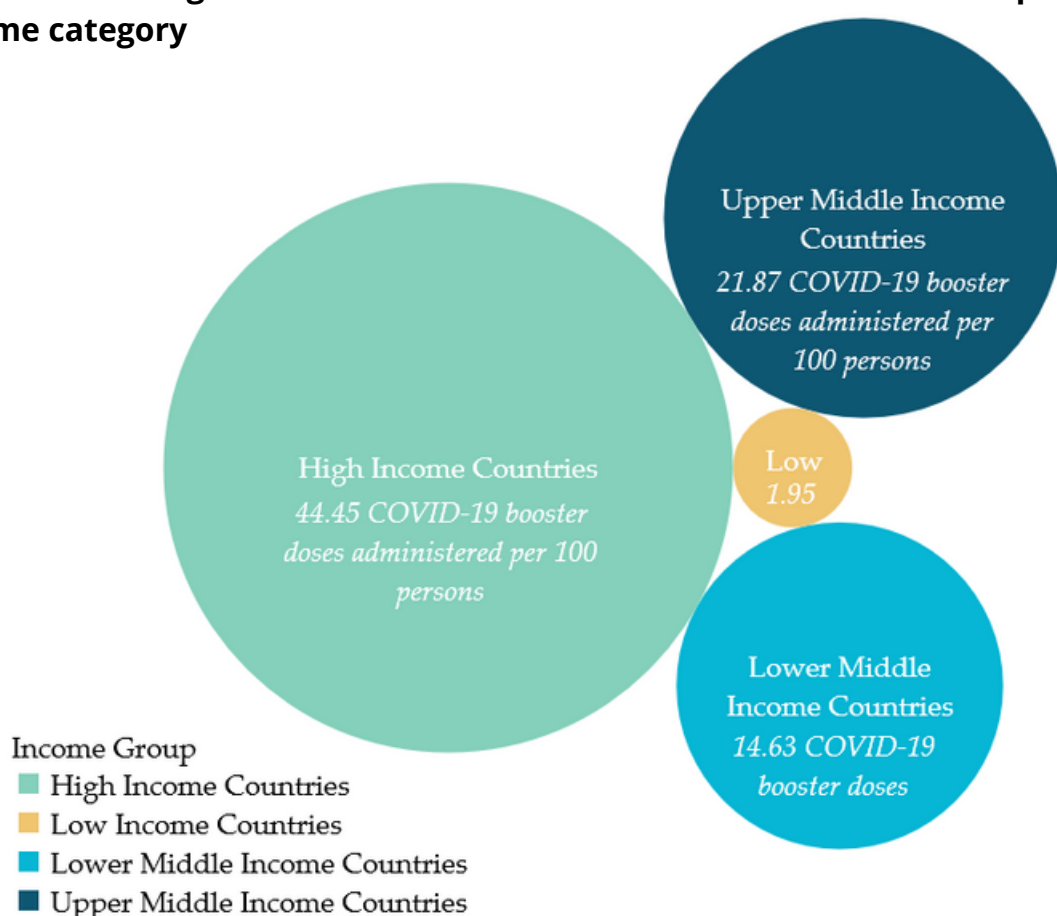 me category
Upper Middle Income
Countries
21.87 COVID-19 booster
doses administered per
100 persons
High Income Countries
44.45 COVID-19 booster
doses administered per 100
persons
Low
1.95
Lower Middle
Income Countries
14.63 COVID-19
booster doses
Income Group
High Income Countries
Low Income Countries
Lower Middle Income Countries
Upper Middle Income Countries